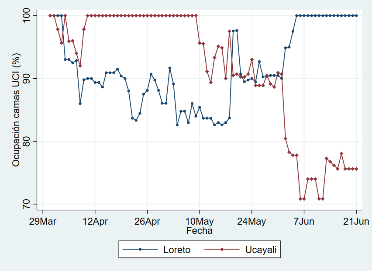 Ocupación camas UCI (%)
100
90
80
70
29Mar 12Apr 26Apr 10May 24May 7Jun 21Jun
Fecha
Loreto Ucayali